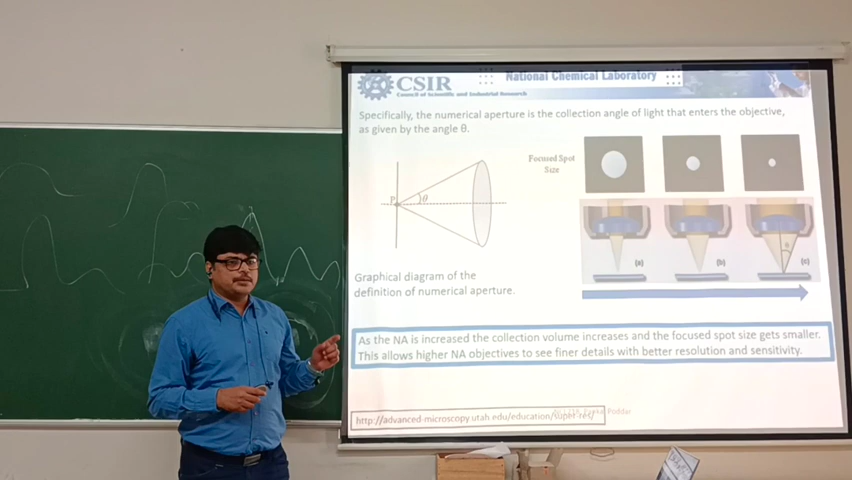 CSIR
Council of Scientific and Industrial Research
National Chemical Laboratory
Specifically, the numerical aperture is the collection angle of light that enters the objective,
as given by the angle θ.
Focused Spot
Size
P
θ
θ
(a)
(b)
(c)
Graphical diagram of the
definition of numerical aperture.
As the NA is increased the collection volume increases and the focused spot size gets smaller.
This allows higher NA objectives to see finer details with better resolution and sensitivity.
http://advanced-microscopy.utah.edu/education/super-res/
Poddar